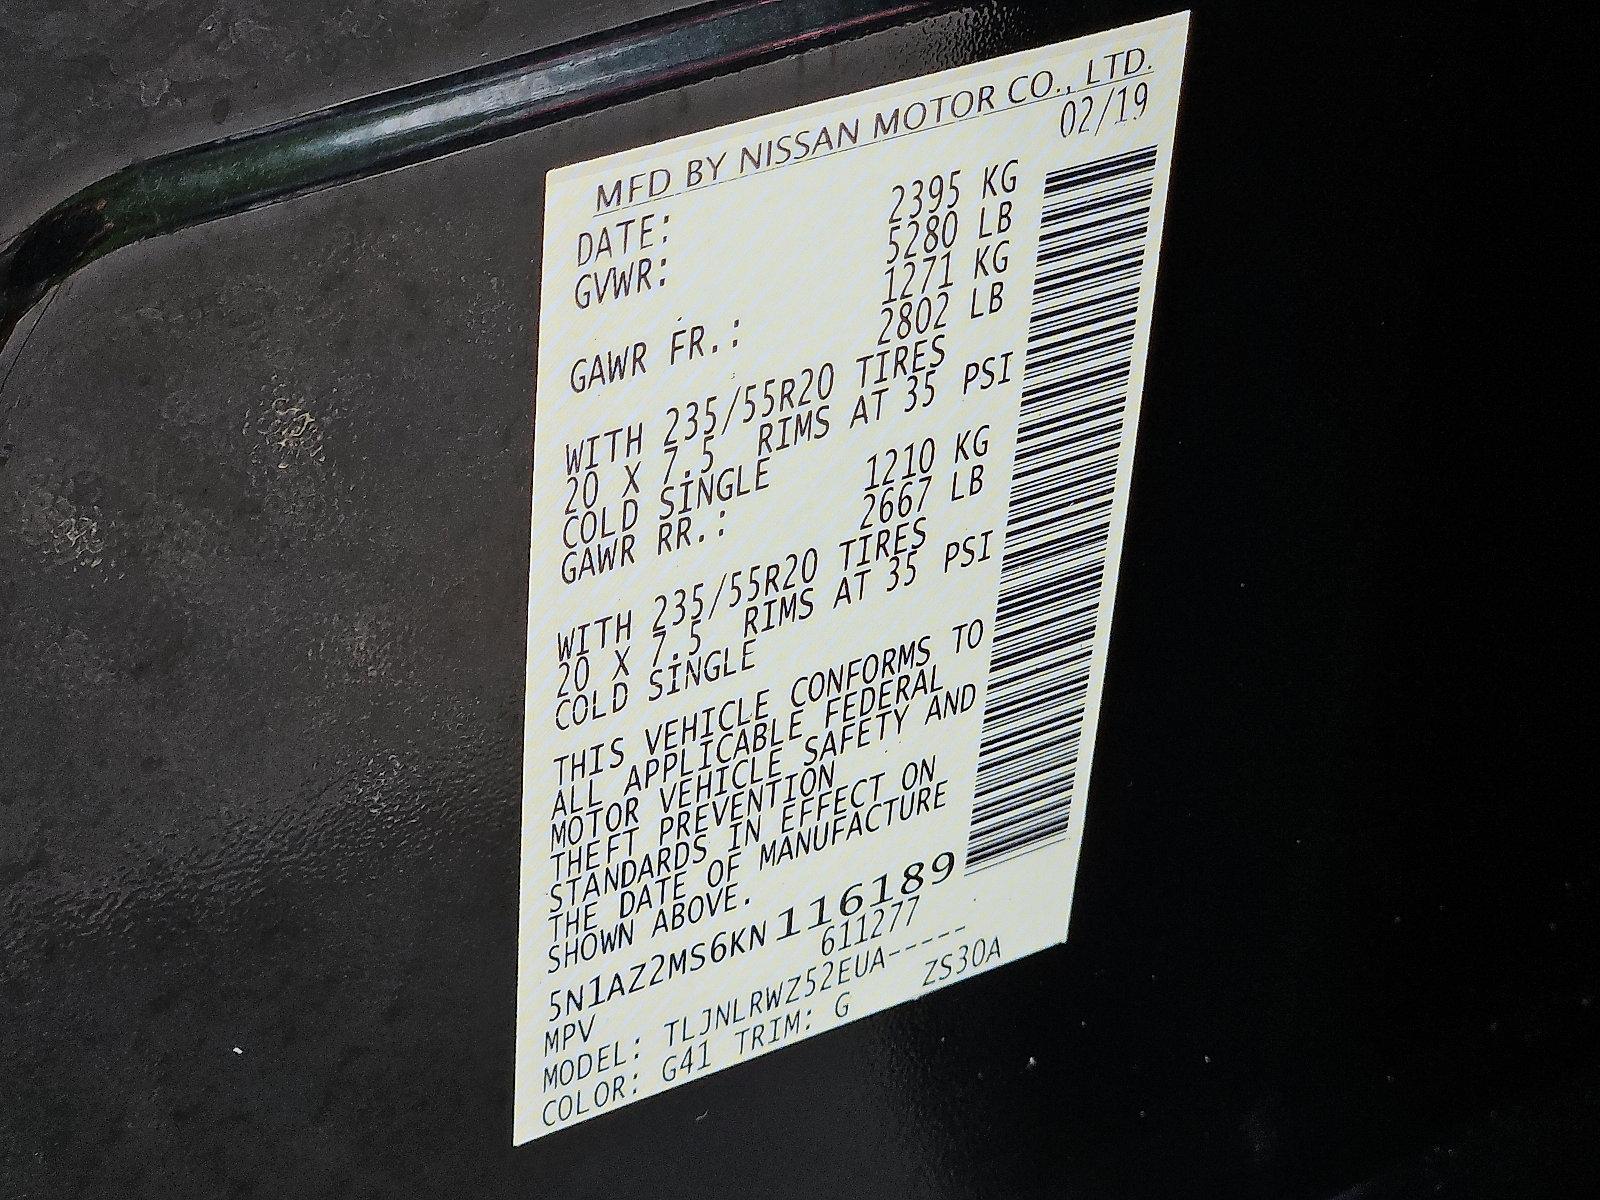 MFD BY NISSAN MOTOR CO., LTD.
DATE: 02/19
GVWR: 2395 KG
5280 LB
GAWR FR.: 1271 KG
2802 LB
WITH 235/55R20 TIRES
20 X 7.5 RIMS AT 35 PSI
COLD SINGLE
GAWR RR.: 1210 KG
2667 LB
WITH 235/55R20 TIRES
20 X 7.5 RIMS AT 35 PSI
COLD SINGLE
THIS VEHICLE CONFORMS TO
ALL APPLICABLE FEDERAL
MOTOR VEHICLE SAFETY AND
THEFT PREVENTION
STANDARDS IN EFFECT ON
THE DATE OF MANUFACTURE
SHOWN ABOVE.
5N1AZ2MS6KN116189
MPV 611277
MODEL: TLJNLRWZ52EUA-----
COLOR: G41 TRIM: G ZS30A